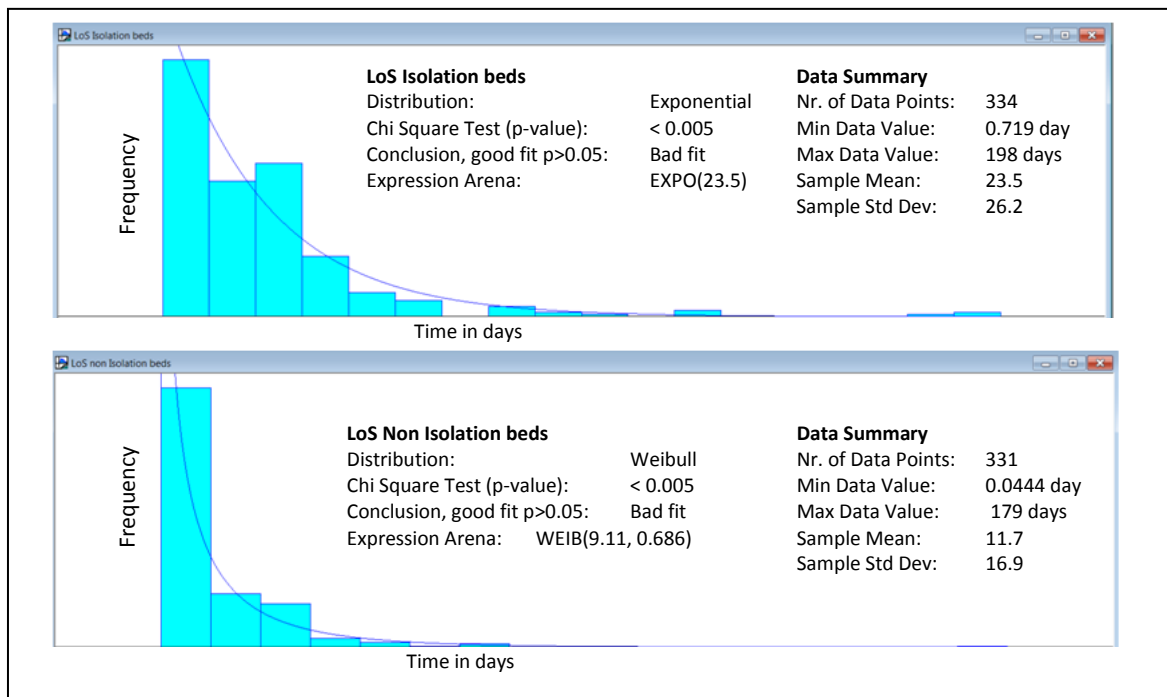 LoS Isolation beds
LoS Isolation beds
Distribution: Exponential
Chi Square Test (p-value): < 0.005
Conclusion, good fit p>0.05: Bad fit
Expression Arena: EXPO(23.5)
Data Summary
Nr. of Data Points: 334
Min Data Value: 0.719 day
Max Data Value: 198 days
Sample Mean: 23.5
Sample Std Dev: 26.2
Frequency
Time in days
LoS non Isolation beds
LoS Non Isolation beds
Distribution: Weibull
Chi Square Test (p-value): < 0.005
Conclusion, good fit p>0.05: Bad fit
Expression Arena: WEIB(9.11, 0.686)
Data Summary
Nr. of Data Points: 331
Min Data Value: 0.0444 day
Max Data Value: 179 days
Sample Mean: 11.7
Sample Std Dev: 16.9
Frequency
Time in days